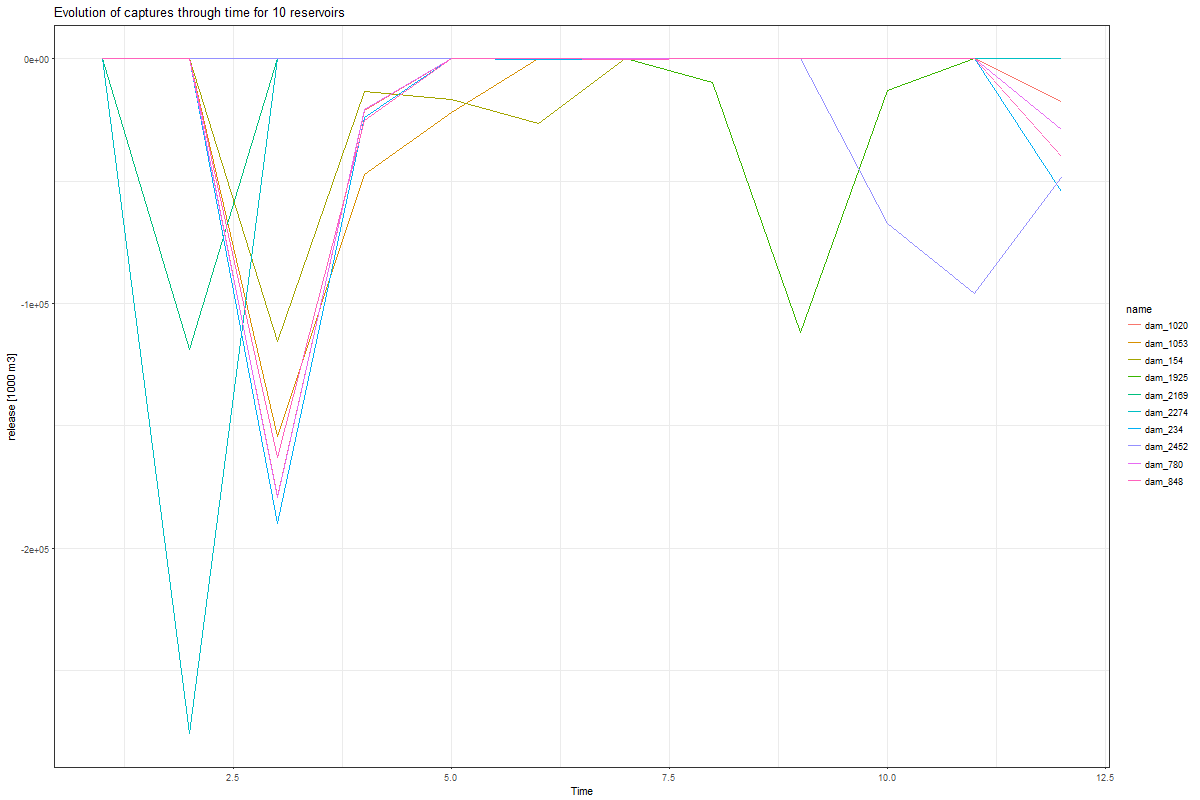 Evolution of captures through time for 10 reservoirs
0e+00
-1e+05
-2e+05
release [1000 m3]
2.5
5.0
7.5
10.0
12.5
Time
name
dam_1020
dam_1053
dam_154
dam_1925
dam_2169
dam_2274
dam_234
dam_2452
dam_780
dam_848